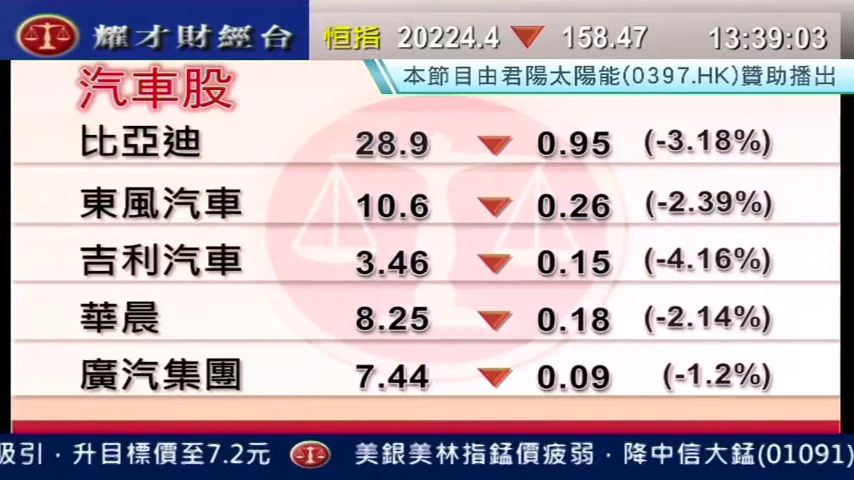 耀才財經台 恒指 20224.4 158.47 13:39:03
本節目由君陽太陽能(0397.HK)贊助播出
汽車股
比亞迪 28.9 0.95 (-3.18%)
東風汽車 10.6 0.26 (-2.39%)
吉利汽車 3.46 0.15 (-4.16%)
華晨 8.25 0.18 (-2.14%)
廣汽集團 7.44 0.09 (-1.2%)
吸引．升目標價至7.2元 美銀美林指錳價疲弱．降中信大錳(01091)